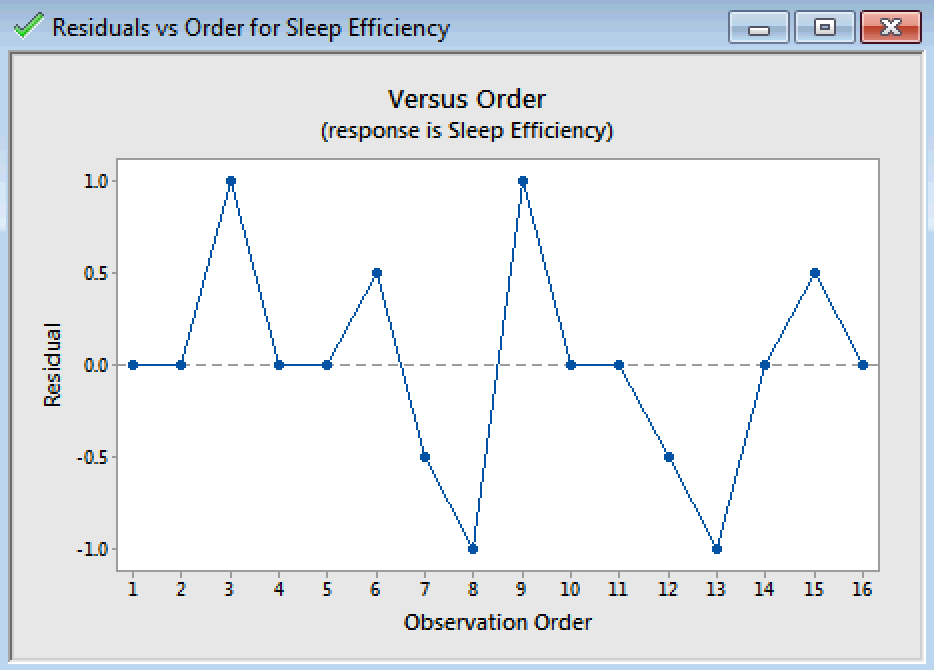 Residuals vs Order for Sleep Efficiency
Versus Order
(response is Sleep Efficiency)
1.0
0.5
0.0
-0.5
-1.0
Residual
1 2 3 4 5 6 7 8 9 10 11 12 13 14 15 16
Observation Order